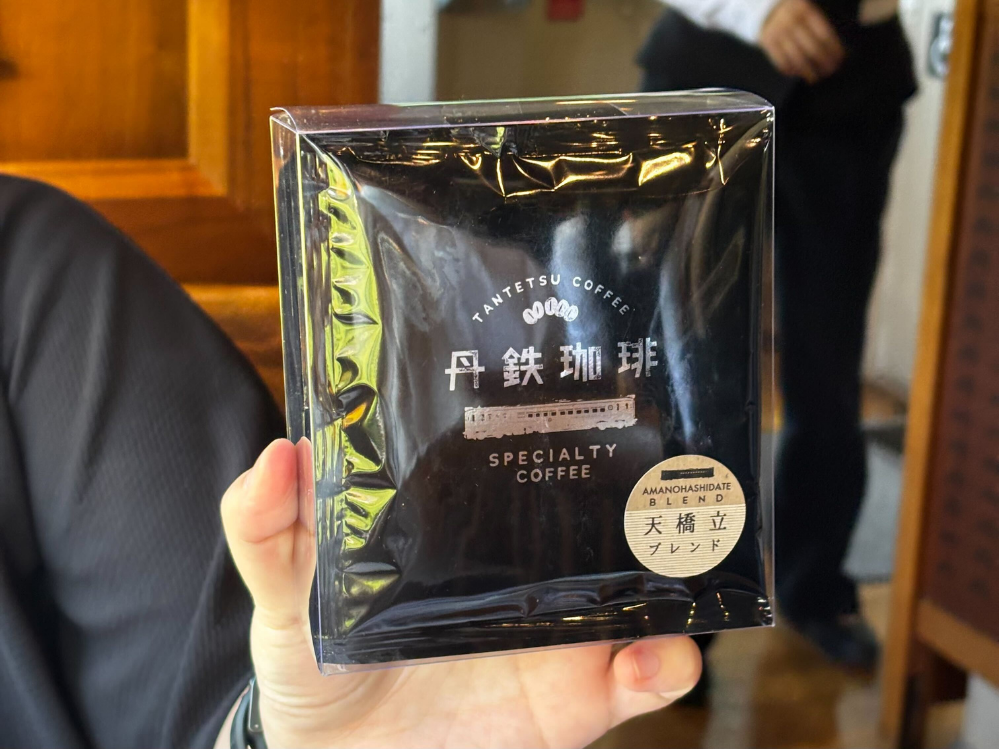 TANTETSU COFFEE
丹鉄珈琲
SPECIALTY
COFFEE
AMANOHASHIDATE
BLEND
天橋立
ブレンド